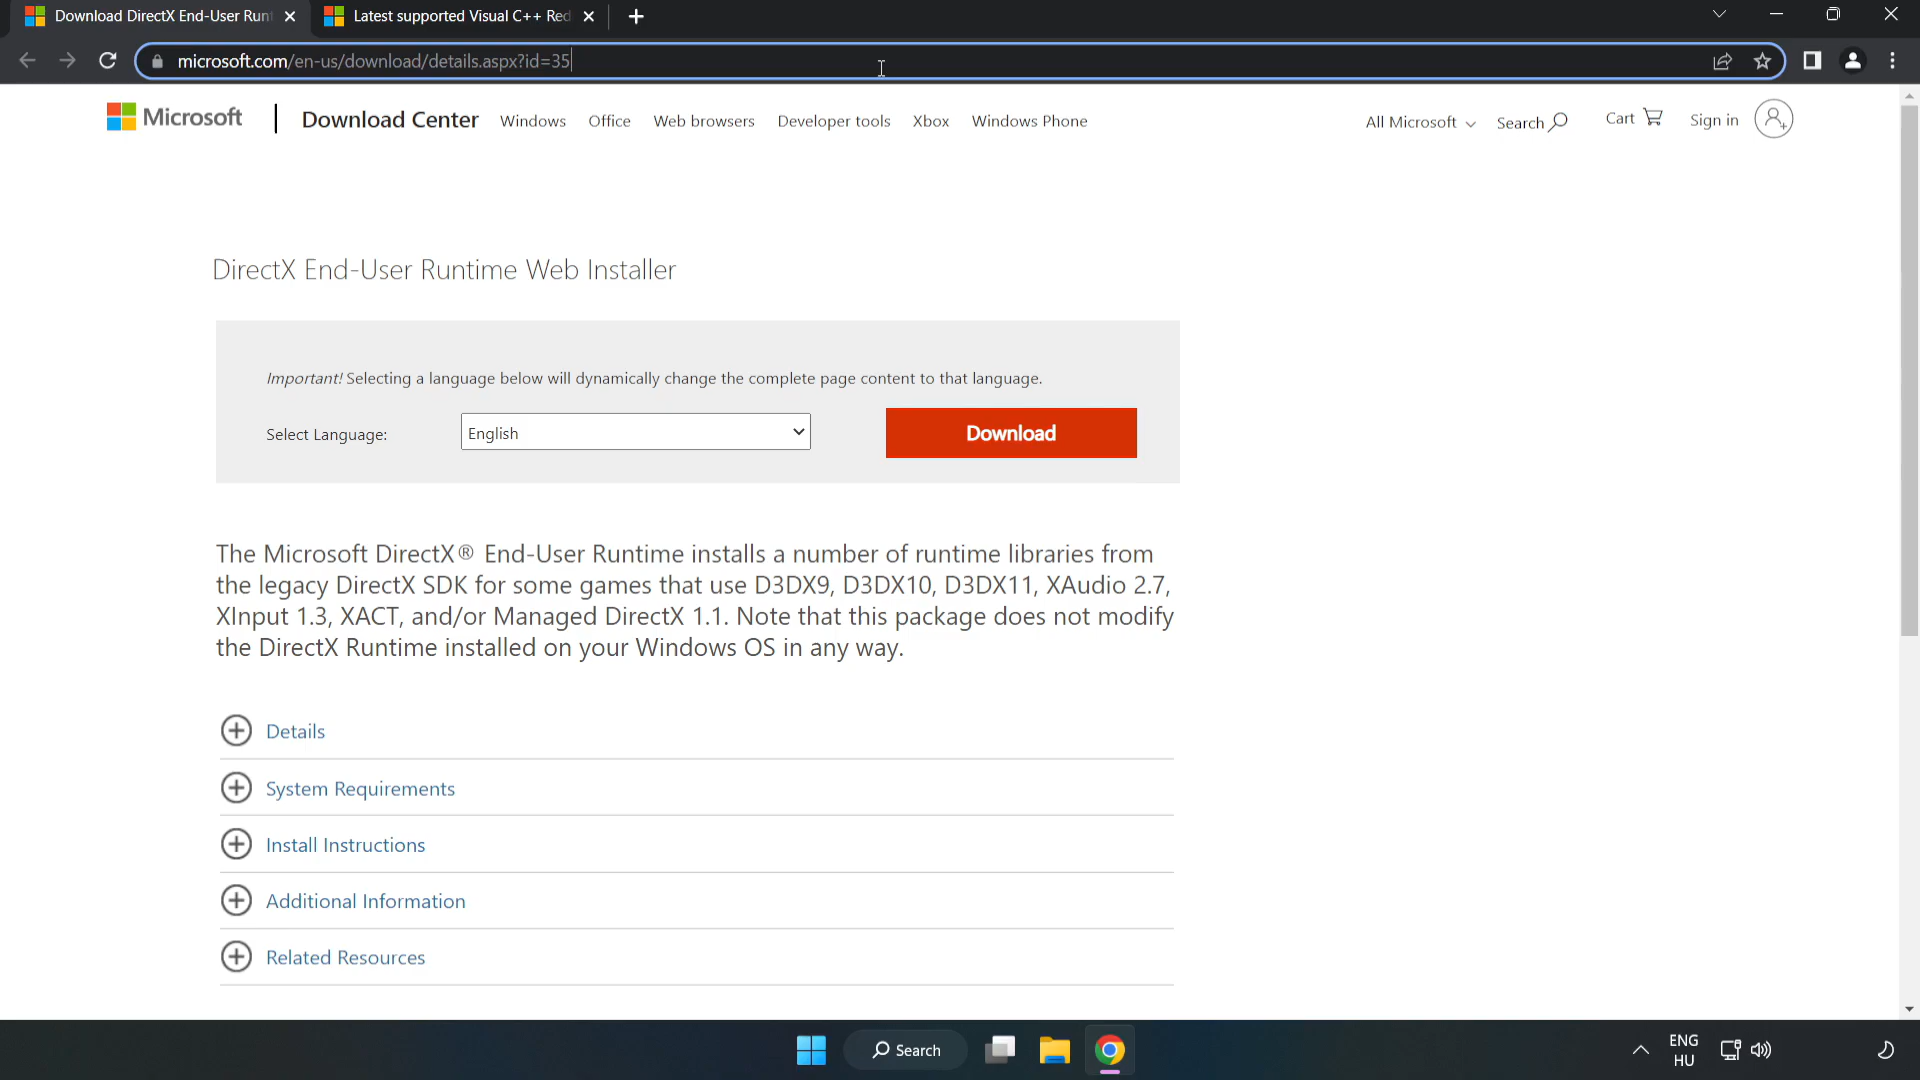 Download DirectX End-User Runt
Latest supported Visual C++ Red
microsoft.com/en-us/download/details.aspx?id=35
Microsoft
Download Center
Windows
Office
Web browsers
Developer tools
Xbox
Windows Phone
All Microsoft
Search
Cart
Sign in
DirectX End-User Runtime Web Installer
Important! Selecting a language below will dynamically change the complete page content to that language.
Select Language:
English
Download
The Microsoft DirectX® End-User Runtime installs a number of runtime libraries from
the legacy DirectX SDK for some games that use D3DX9, D3DX10, D3DX11, XAudio 2.7,
XInput 1.3, XACT, and/or Managed DirectX 1.1. Note that this package does not modify
the DirectX Runtime installed on your Windows OS in any way.
Details
System Requirements
Install Instructions
Additional Information
Related Resources
Search
ENG
HU